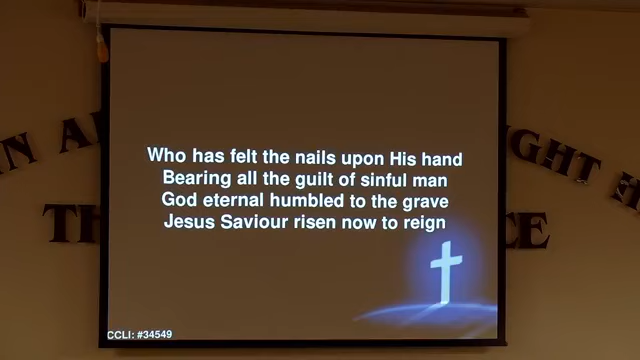 Who has felt the nails upon His hand
Bearing all the guilt of sinful man
God eternal humbled to the grave
Jesus Saviour risen now to reign
CCLI: #34549